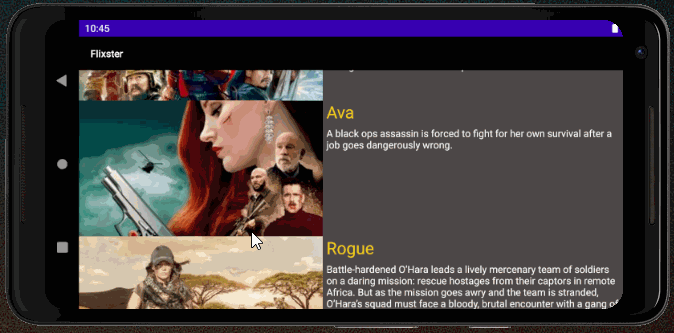 10:45
Flixster
Ava
A black ops assassin is forced to fight for her own survival after a
job goes dangerously wrong.
Rogue
Battle-hardened O'Hara leads a lively mercenary team of soldiers
on a daring mission: rescue hostages from their captors in remote
Africa. But as the mission goes awry and the team is stranded,
O'Hara's squad must face a bloody, brutal encounter with a gang of